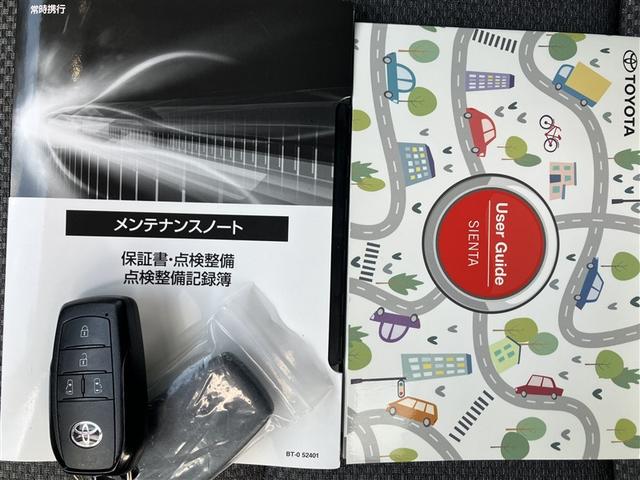 常時携行
メンテナンスノート
保証書・点検整備
点検整備記録簿
BT-0 52401
TOYOTA
User Guide
SIENTA